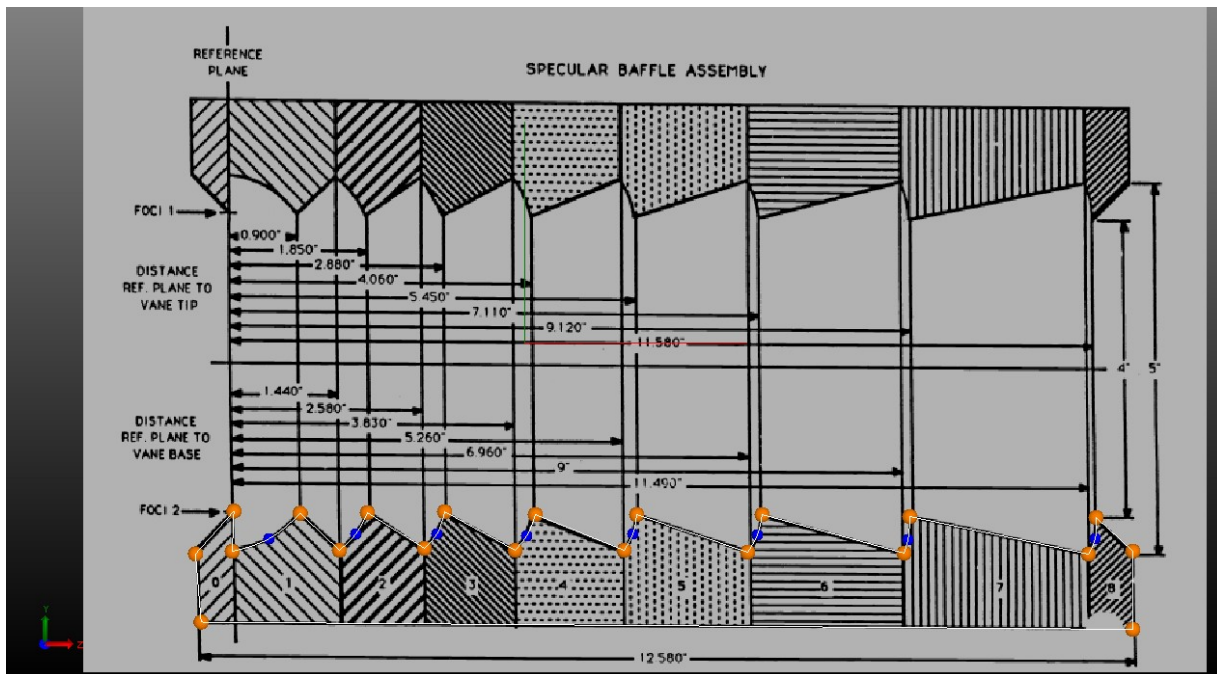 REFERENCE
PLANE
SPECULAR BAFFLE ASSEMBLY
FOCI 1
0.900"
1.850"
2.880"
DISTANCE
REF. PLANE TO
VANE TIP
4.060"
5.450"
7.110"
9.120"
11.580"
4"
5"
1.440"
2.580"
DISTANCE
REF. PLANE TO
VANE BASE
3.830"
5.260"
6.960"
9"
11.490"
FOCI 2
0
1
2
3
4
5
6
7
8
12.580"
Y
Z